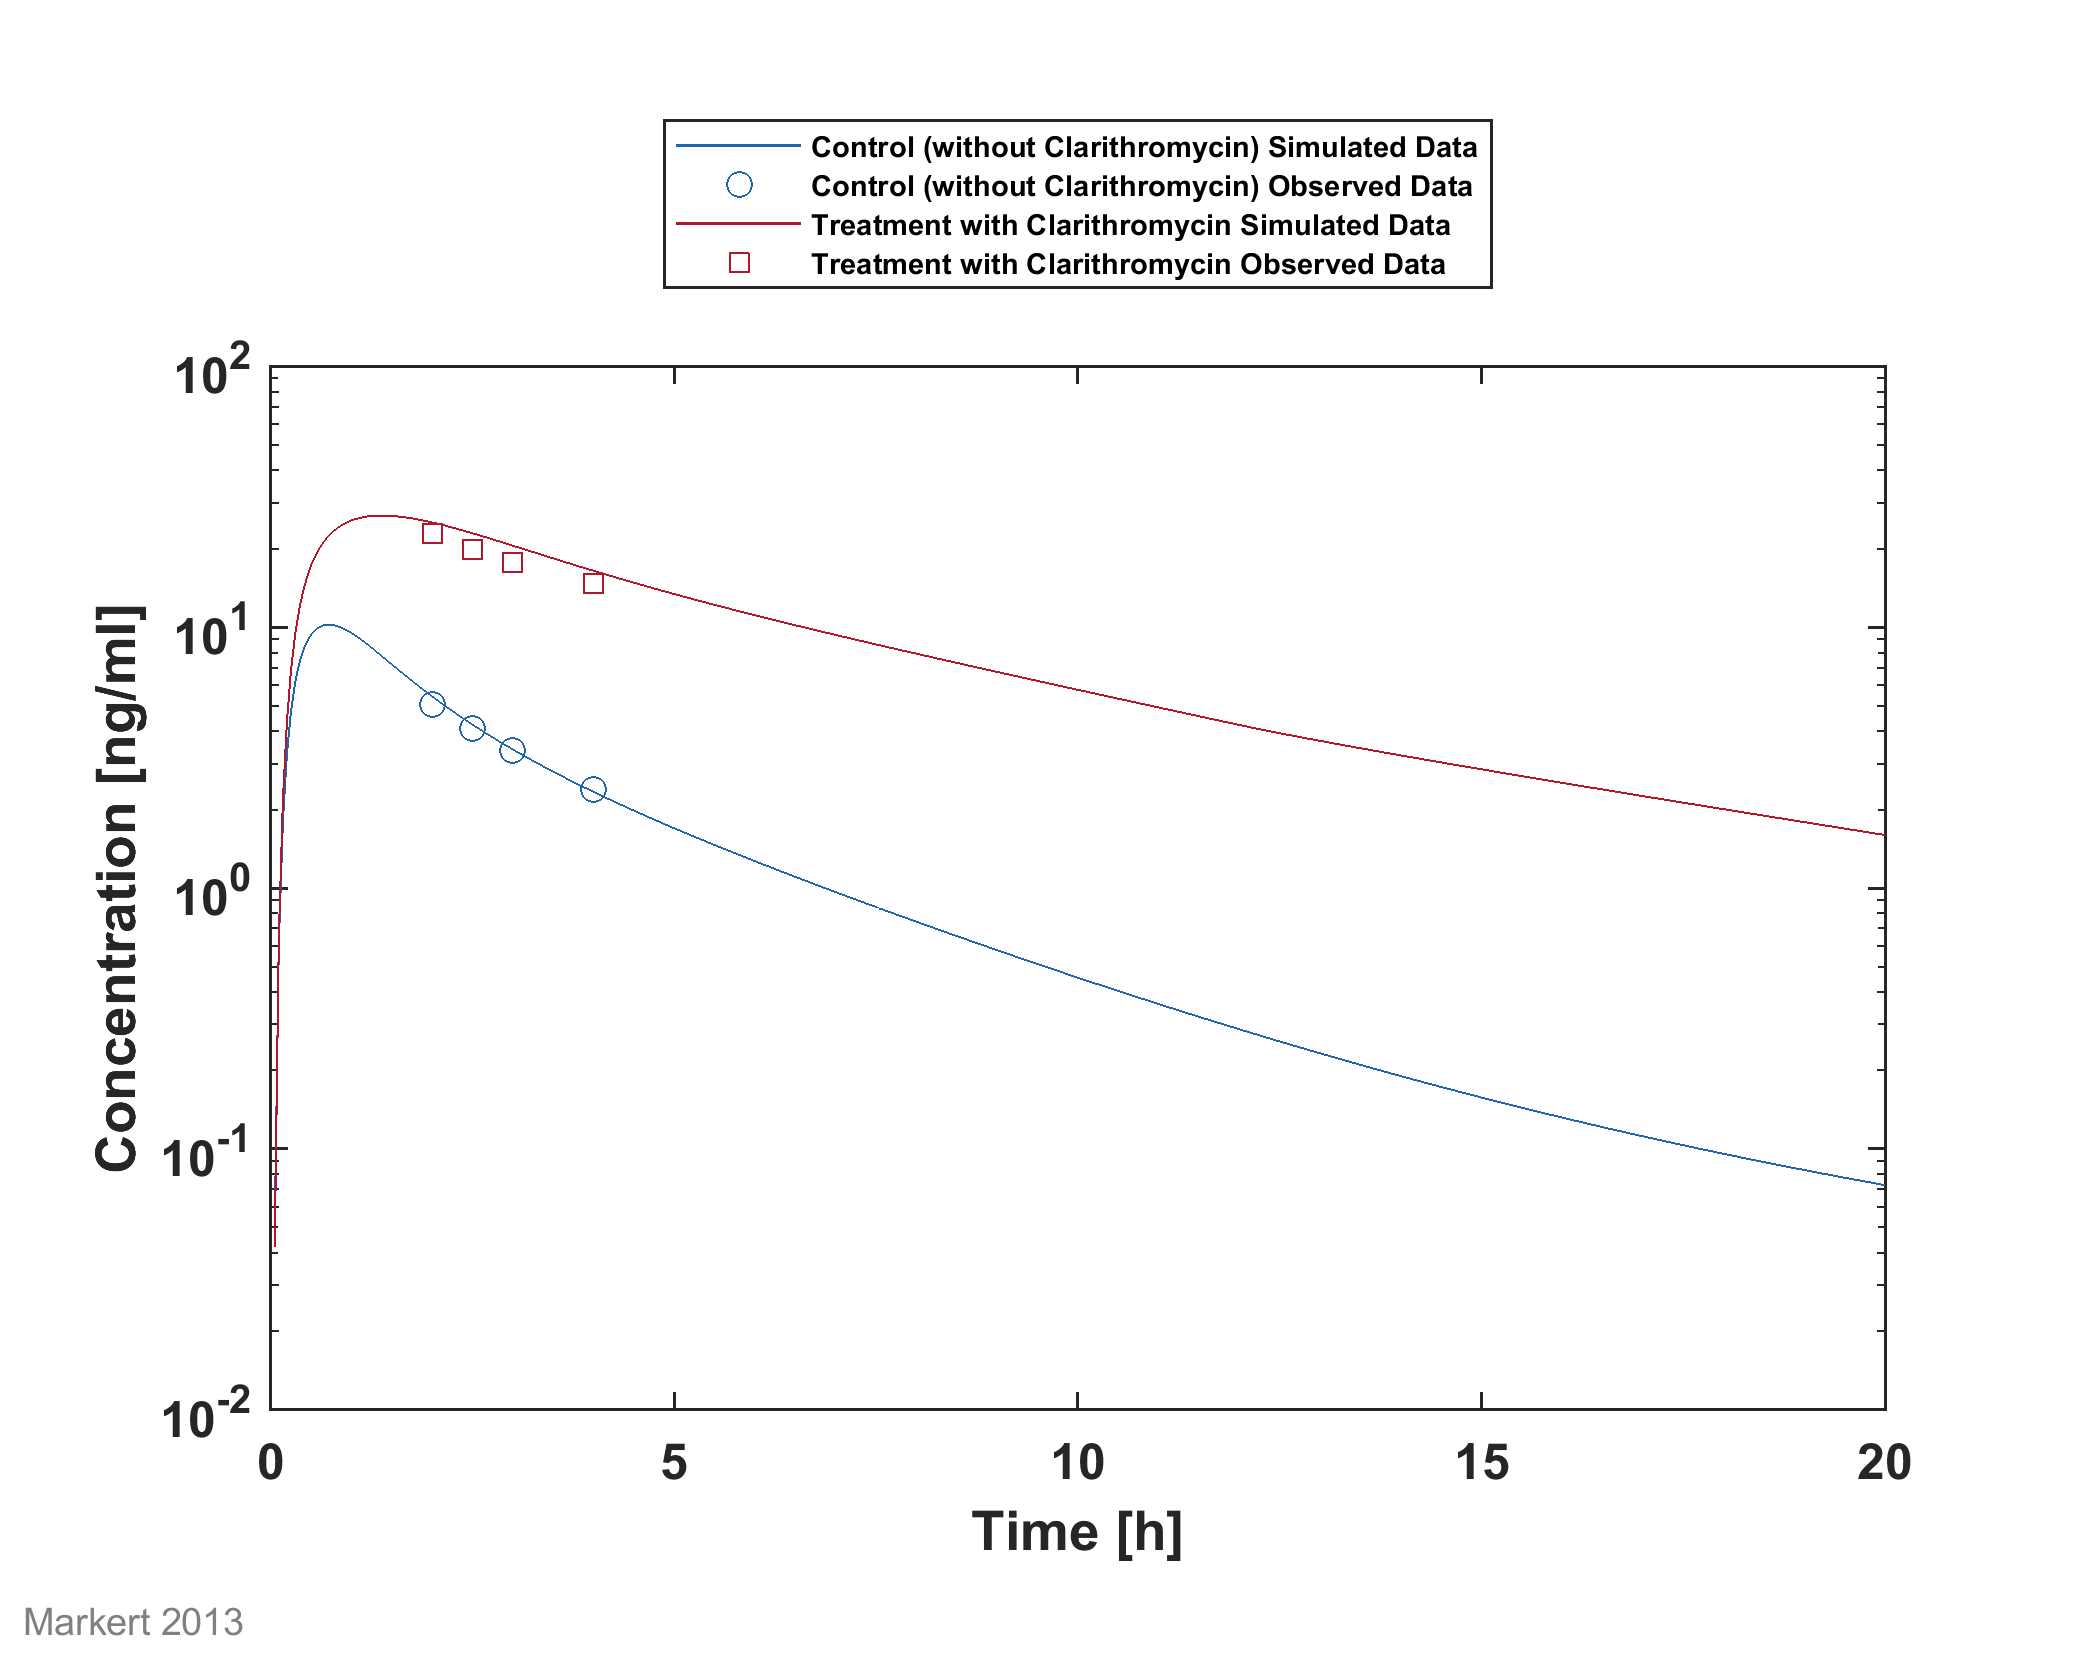 Control (without Clarithromycin) Simulated Data
Control (without Clarithromycin) Observed Data
Treatment with Clarithromycin Simulated Data
Treatment with Clarithromycin Observed Data
10^2
10^1
10^0
10^-1
10^-2
Concentration [ng/ml]
0 5 10 15 20
Time [h]
Markert 2013